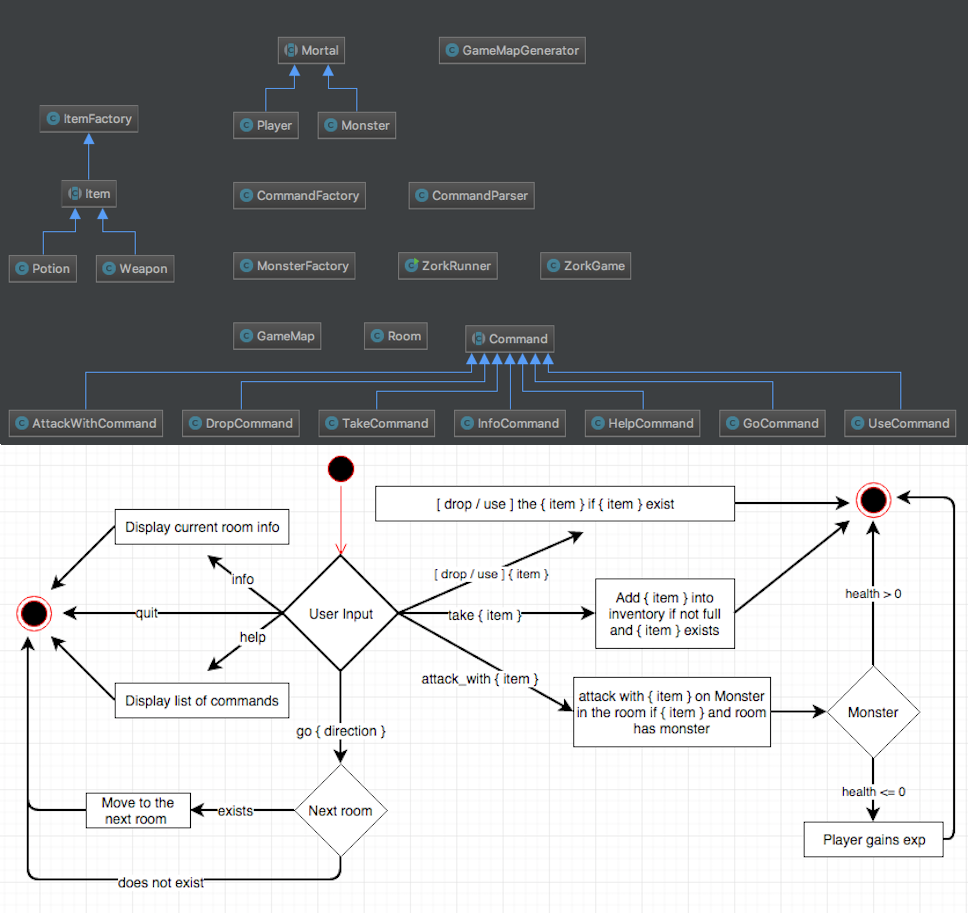 Mortal
GameMapGenerator
ItemFactory
Player
Monster
Item
CommandFactory
CommandParser
Potion
Weapon
MonsterFactory
ZorkRunner
ZorkGame
GameMap
Room
Command
AttackWithCommand
DropCommand
TakeCommand
InfoCommand
HelpCommand
GoCommand
UseCommand
[ drop / use ] the { item } if { item } exist
Display current room info
[ drop / use ] { item }
info
User Input
quit
take { item }
Add { item } into
inventory if not full
and { item } exists
health > 0
help
attack_with { item }
Display list of commands
attack with { item } on Monster
in the room if { item } and room
has monster
Monster
go { direction }
health <= 0
Move to the
next room
exists
Next room
Player gains exp
does not exist